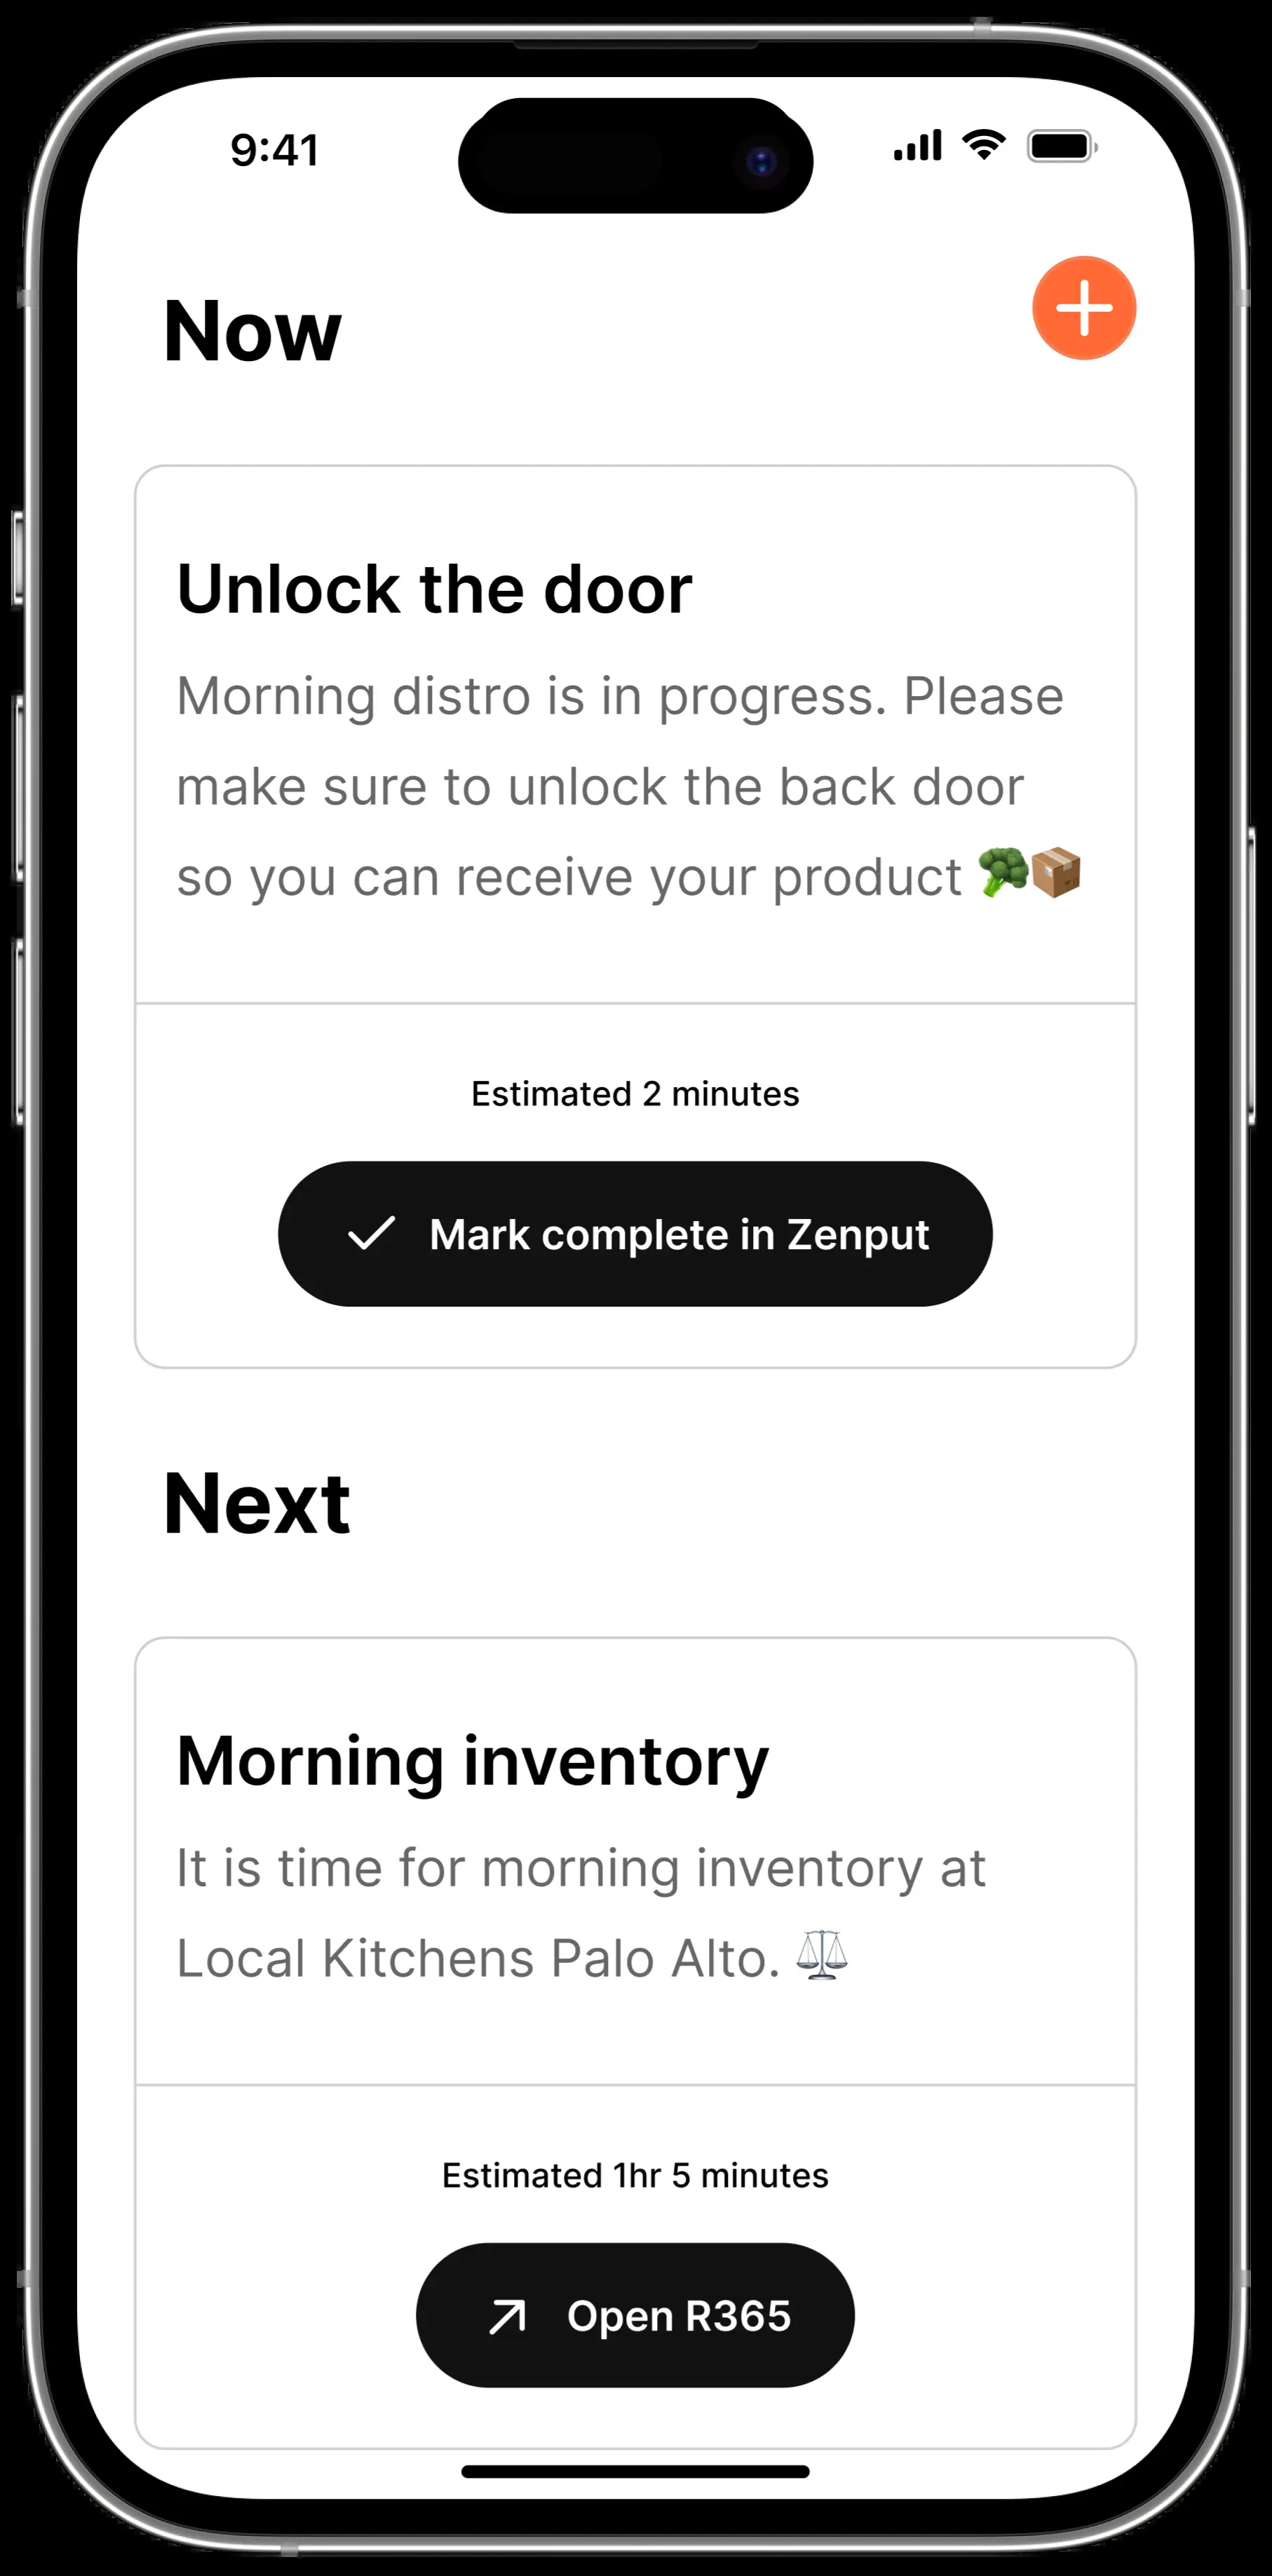 9:41
Now
Unlock the door
Morning distro is in progress. Please
make sure to unlock the back door
so you can receive your product 🥦📦
Estimated 2 minutes
Mark complete in Zenput
Next
Morning inventory
It is time for morning inventory at
Local Kitchens Palo Alto. ⚖️
Estimated 1hr 5 minutes
Open R365